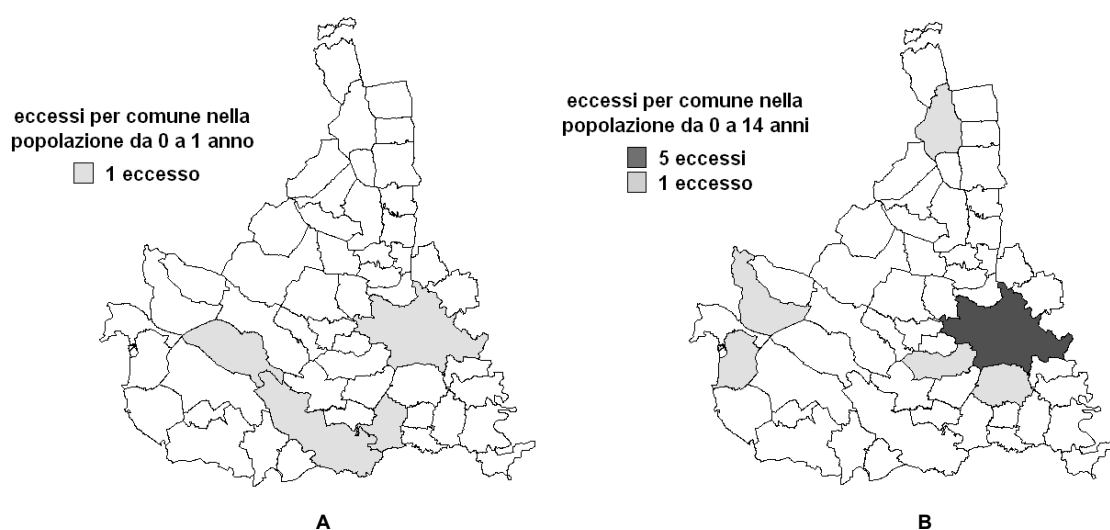 eccessi per comune nella
popolazione da 0 a 1 anno
1 eccesso
eccessi per comune nella
popolazione da 0 a 14 anni
5 eccessi
1 eccesso
A
B